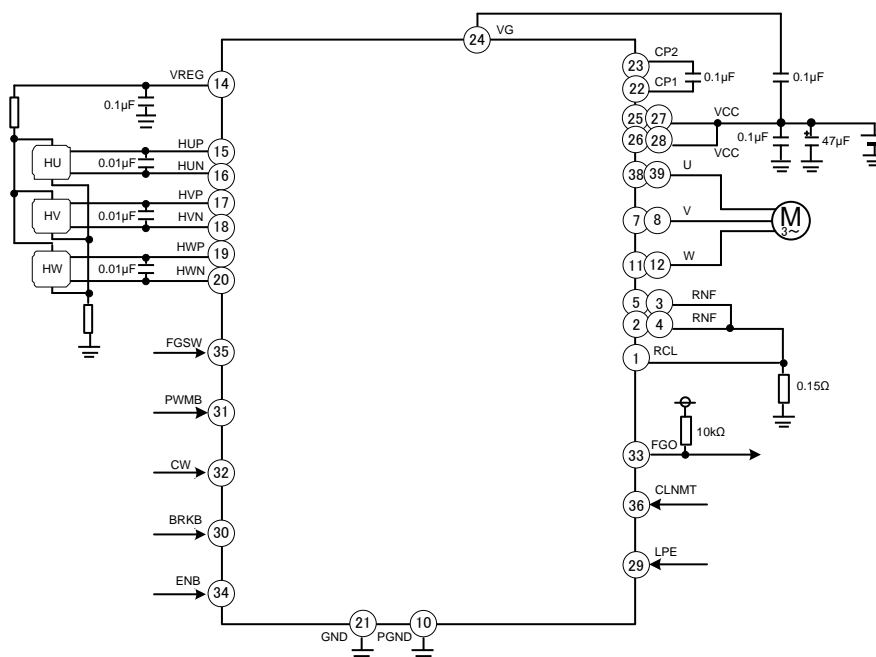 24
VG
VREG
14
0.1µF
HU
HUP
15
0.01µF
HUN
16
HV
HVP
17
0.01µF
HVN
18
HW
HWP
19
0.01µF
HWN
20
FGSW
35
PWMB
31
CW
32
BRKB
30
ENB
34
21
GND
10
PGND
23
CP2
22
CP1
0.1µF
0.1µF
25
27
VCC
26
28
VCC
0.1µF
+
47µF
38
39
U
7
8
V
11
12
W
M
3~
5
3
RNF
2
4
RNF
1
RCL
0.15Ω
10kΩ
33
FGO
36
CLNMT
29
LPE